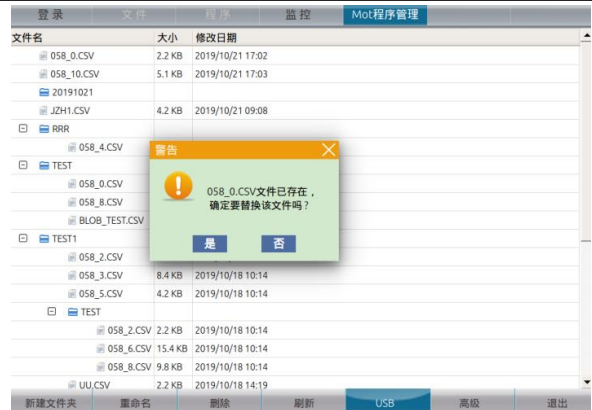 登录 文件 程序 监控 Mot程序管理
文件名 大小 修改日期
058_0.CSV 2.2 KB 2019/10/21 17:02
058_10.CSV 5.1 KB 2019/10/21 17:03
20191021
JZH1.CSV 4.2 KB 2019/10/21 09:08
RRR
058_4.CSV
警告
TEST
058_0.CSV
058_0.CSV文件已存在，
058_8.CSV
确定要替换该文件吗？
BLOB_TEST.CSV
TEST1
是 否
058_2.CSV
058_3.CSV 8.4 KB 2019/10/18 10:14
058_5.CSV 4.2 KB 2019/10/18 10:14
TEST
058_2.CSV 2.2 KB 2019/10/18 10:14
058_6.CSV 15.4 KB 2019/10/18 10:14
058_8.CSV 9.8 KB 2019/10/18 10:14
UU.CSV 2.2 KB 2019/10/18 14:19
新建文件夹 重命名 删除 刷新 USB 高级 退出